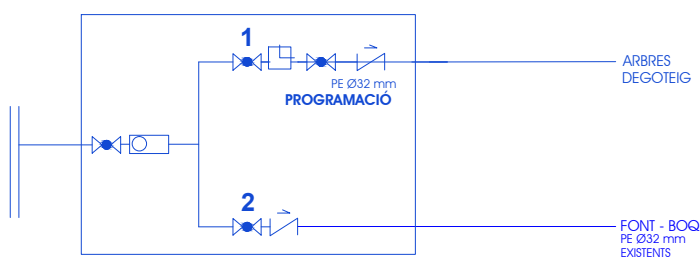 1
ARBRES
DEGOTEIG
PE Ø32 mm
PROGRAMACIÓ
2
FONT - BOQ
PE Ø32 mm
EXISTENTS